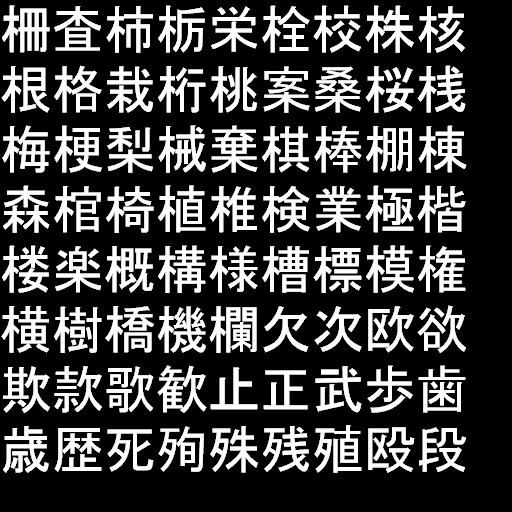 柵査柿栃栄栓校株核
根格栽桁桃案桑桜桟
梅梗梨械棄棋棒棚棟
森棺椅植椎検業極楷
楼楽概構様槽標模権
横樹橋機欄欠次欧欲
欺款歌歓止正武歩歯
歳歴死殉殊残殖殴段